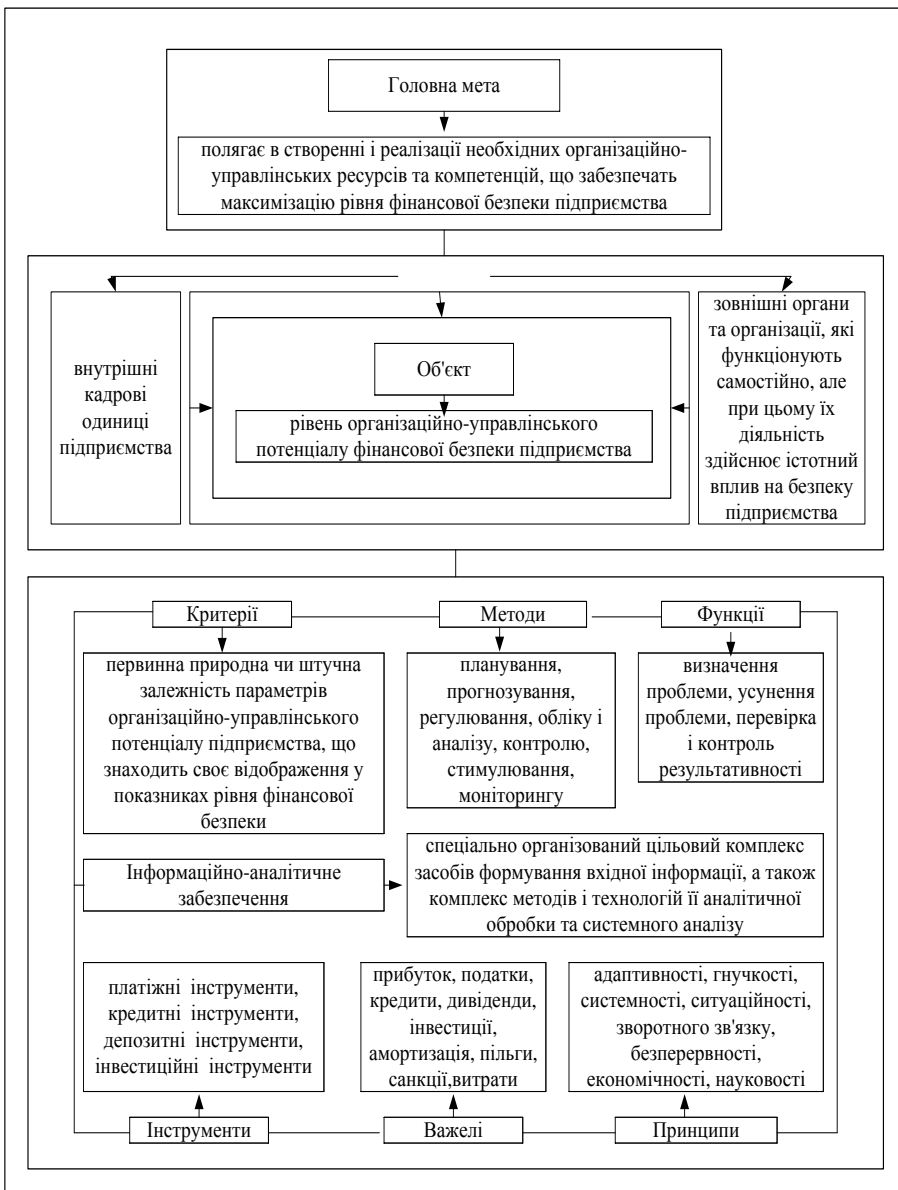 Головна мета
полягає в створенні і реалізації необхідних організаційно-
управлінських ресурсів та компетенцій, що забезпечать
максимізацію рівня фінансової безпеки підприємства
внутрішні
кадрові
одиниці
підприємства
Об'єкт
рівень організаційно-управлінського
потенціалу фінансової безпеки підприємства
зовнішні органи
та організації, які
функціонують
самостійно, але
при цьому їх
діяльність
здійснює істотний
вплив на безпеку
підприємства
Критерії
Методи
Функції
первинна природна чи штучна
залежність параметрів
організаційно-управлінського
потенціалу підприємства, що
знаходить своє відображення у
показниках рівня фінансової
безпеки
планування,
прогнозування,
регулювання, обліку і
аналізу, контролю,
стимулювання,
моніторингу
визначення
проблеми, усунення
проблеми, перевірка
і контроль
результативності
Інформаційно-аналітичне
забезпечення
спеціально організований цільовий комплекс
засобів формування вхідної інформації, а також
комплекс методів і технологій її аналітичної
обробки та системного аналізу
платіжні інструменти,
кредитні інструменти,
депозитні інструменти,
інвестиційні інструменти
прибуток, податки,
кредити, дивіденди,
інвестиції,
амортизація, пільги,
санкції,витрати
адаптивності, гнучкості,
системності, ситуаційності,
зворотного зв'язку,
безперервності,
економічності, науковості
Інструменти
Важелі
Принципи